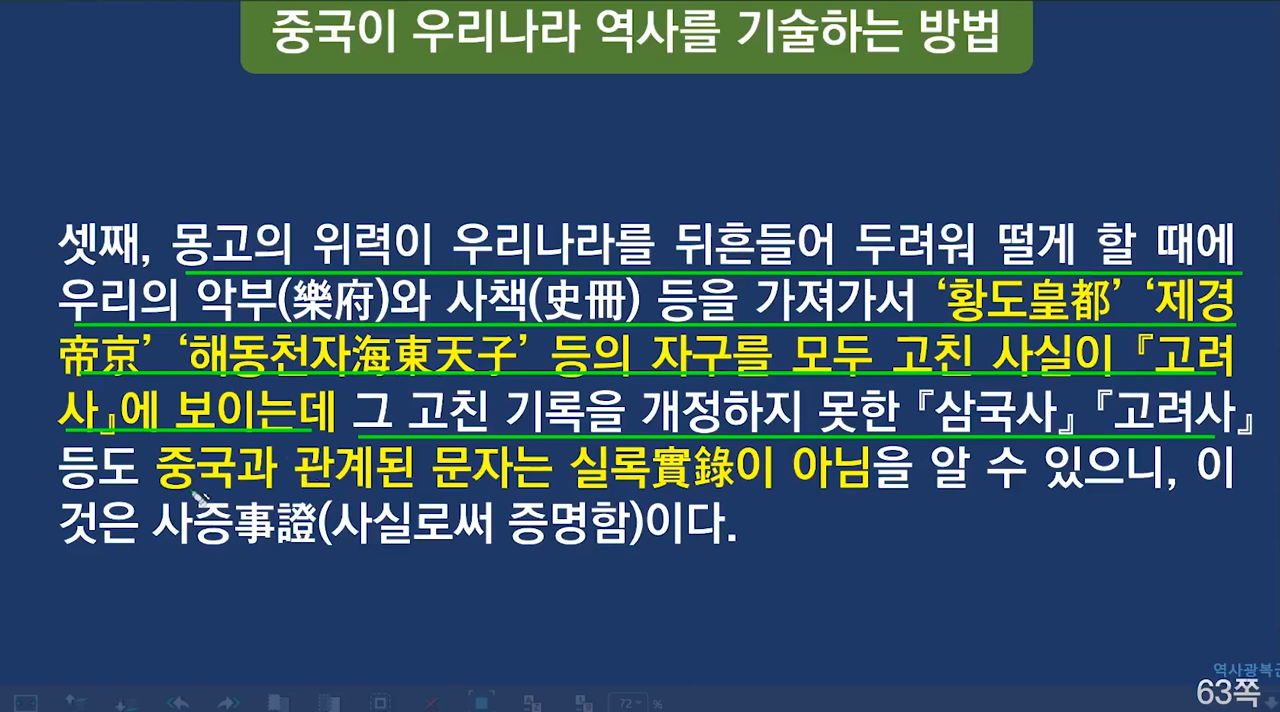 중국이 우리나라 역사를 기술하는 방법
셋째, 몽고의 위력이 우리나라를 뒤흔들어 두려워 떨게 할 때에
우리의 악부(樂府)와 사책(史冊) 등을 가져가서 ‘황도皇都’ ‘제경
帝京’ ‘해동천자海東天子’ 등의 자구를 모두 고친 사실이 『고려
사』에 보이는데 그 고친 기록을 개정하지 못한 『삼국사』『고려사』
등도 중국과 관계된 문자는 실록實錄이 아님을 알 수 있으니, 이
것은 사증事證(사실로써 증명함)이다.
역사광복
63쪽
72 %